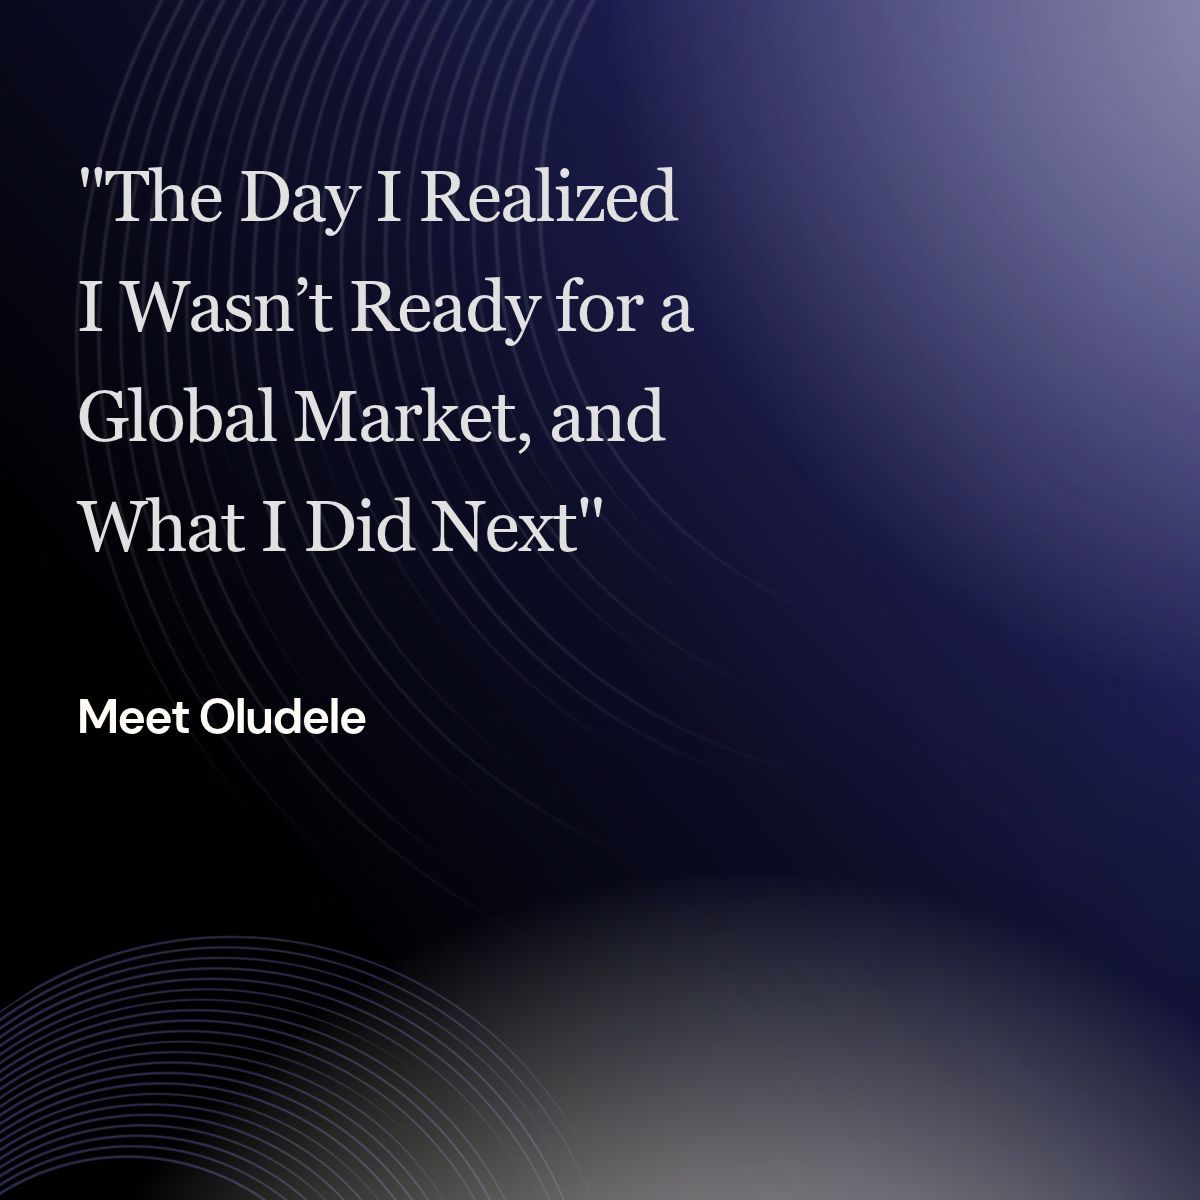 "The Day I Realized
I Wasn’t Ready for a
Global Market, and
What I Did Next"
Meet Oludele